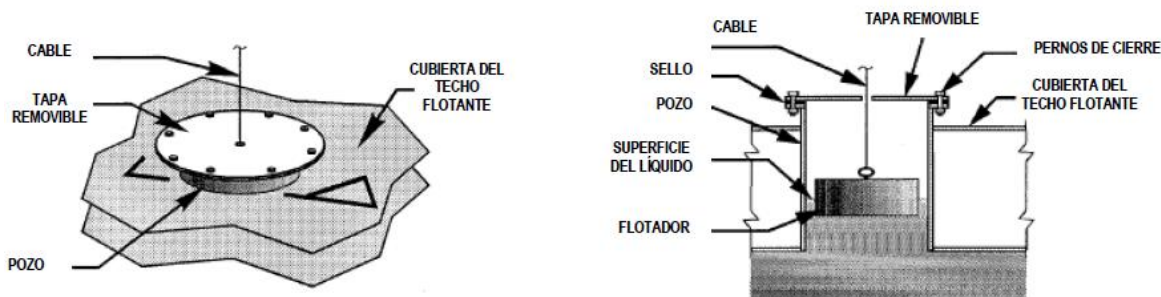 CABLE
TAPA
REMOVIBLE
POZO
CUBIERTA DEL
TECHO
FLOTANTE
CABLE
TAPA REMOVIBLE
SELLO
POZO
SUPERFICIE
DEL LÍQUIDO
FLOTADOR
PERNOS DE CIERRE
CUBIERTA DEL
TECHO FLOTANTE